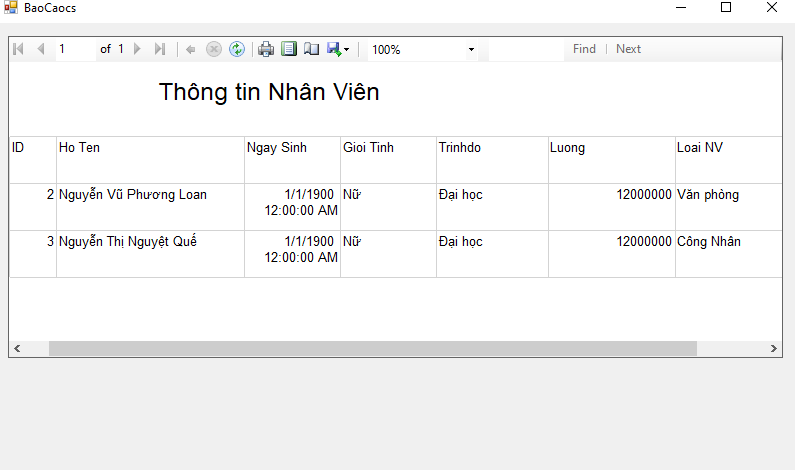 BaoCaocs
1 of 1 100% Find Next
Thông tin Nhân Viên
ID Ho Ten Ngay Sinh Gioi Tinh Trinhdo Luong Loai NV
2 Nguyễn Vũ Phương Loan 1/1/1900 Nữ Đại học 12000000 Văn phòng
12:00:00 AM
3 Nguyễn Thị Nguyệt Quế 1/1/1900 Nữ Đại học 12000000 Công Nhân
12:00:00 AM